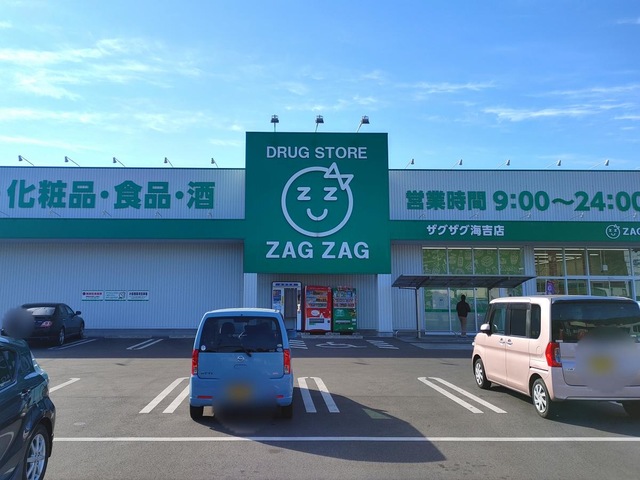 DRUG STORE
z z
ZAG ZAG
化粧品・食品・酒
営業時間 9:00〜24:00
ザグザグ海吉店
ZAG